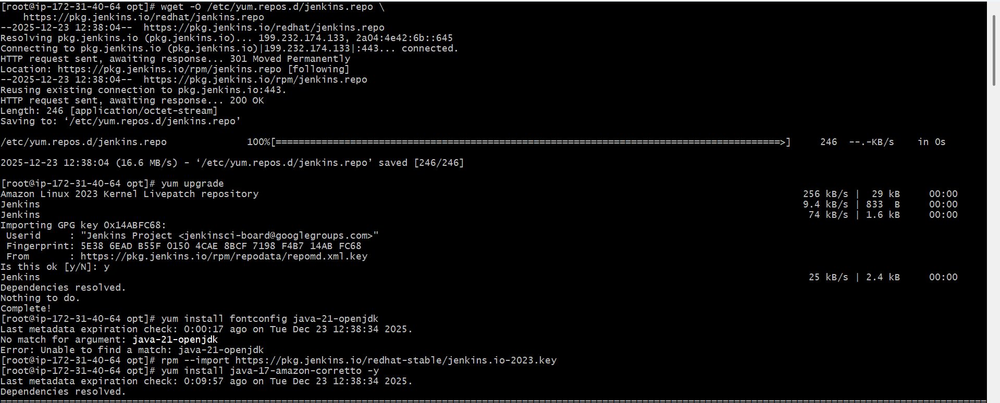 [root@ip-172-31-40-64 opt]# wget -O /etc/yum.repos.d/jenkins.repo \
    https://pkg.jenkins.io/redhat/jenkins.repo
--2025-12-23 12:38:04--  https://pkg.jenkins.io/redhat/jenkins.repo
Resolving pkg.jenkins.io (pkg.jenkins.io)... 199.232.174.133, 2a04:4e42:6b::645
Connecting to pkg.jenkins.io (pkg.jenkins.io)|199.232.174.133|:443... connected.
HTTP request sent, awaiting response... 301 Moved Permanently
Location: https://pkg.jenkins.io/rpm/jenkins.repo [following]
--2025-12-23 12:38:04--  https://pkg.jenkins.io/rpm/jenkins.repo
Reusing existing connection to pkg.jenkins.io:443.
HTTP request sent, awaiting response... 200 OK
Length: 246 [application/octet-stream]
Saving to: ‘/etc/yum.repos.d/jenkins.repo’
/etc/yum.repos.d/jenkins.repo              100%[========================================================================================>]     246  --.-KB/s    in 0s
2025-12-23 12:38:04 (16.6 MB/s) - ‘/etc/yum.repos.d/jenkins.repo’ saved [246/246]
[root@ip-172-31-40-64 opt]# yum upgrade
Amazon Linux 2023 Kernel Livepatch repository    256 kB/s |  29 kB     00:00
Jenkins    9.4 kB/s | 833  B     00:00
Jenkins    74 kB/s | 1.6 kB     00:00
Importing GPG key 0x14ABFC68:
 Userid     : "Jenkins Project <jenkinsci-board@googlegroups.com>"
 Fingerprint: 5E38 6EAD B55F 0150 4CAE 8BCF 7198 F4B7 14AB FC68
 From       : https://pkg.jenkins.io/rpm/repodata/repomd.xml.key
Is this ok [y/N]: y
Jenkins    25 kB/s | 2.4 kB     00:00
Dependencies resolved.
Nothing to do.
Complete!
[root@ip-172-31-40-64 opt]# yum install fontconfig java-21-openjdk
Last metadata expiration check: 0:00:17 ago on Tue Dec 23 12:38:34 2025.
No match for argument: java-21-openjdk
Error: Unable to find a match: java-21-openjdk
[root@ip-172-31-40-64 opt]# rpm --import https://pkg.jenkins.io/redhat-stable/jenkins.io-2023.key
[root@ip-172-31-40-64 opt]# yum install java-17-amazon-corretto -y
Last metadata expiration check: 0:09:57 ago on Tue Dec 23 12:38:34 2025.
Dependencies resolved.